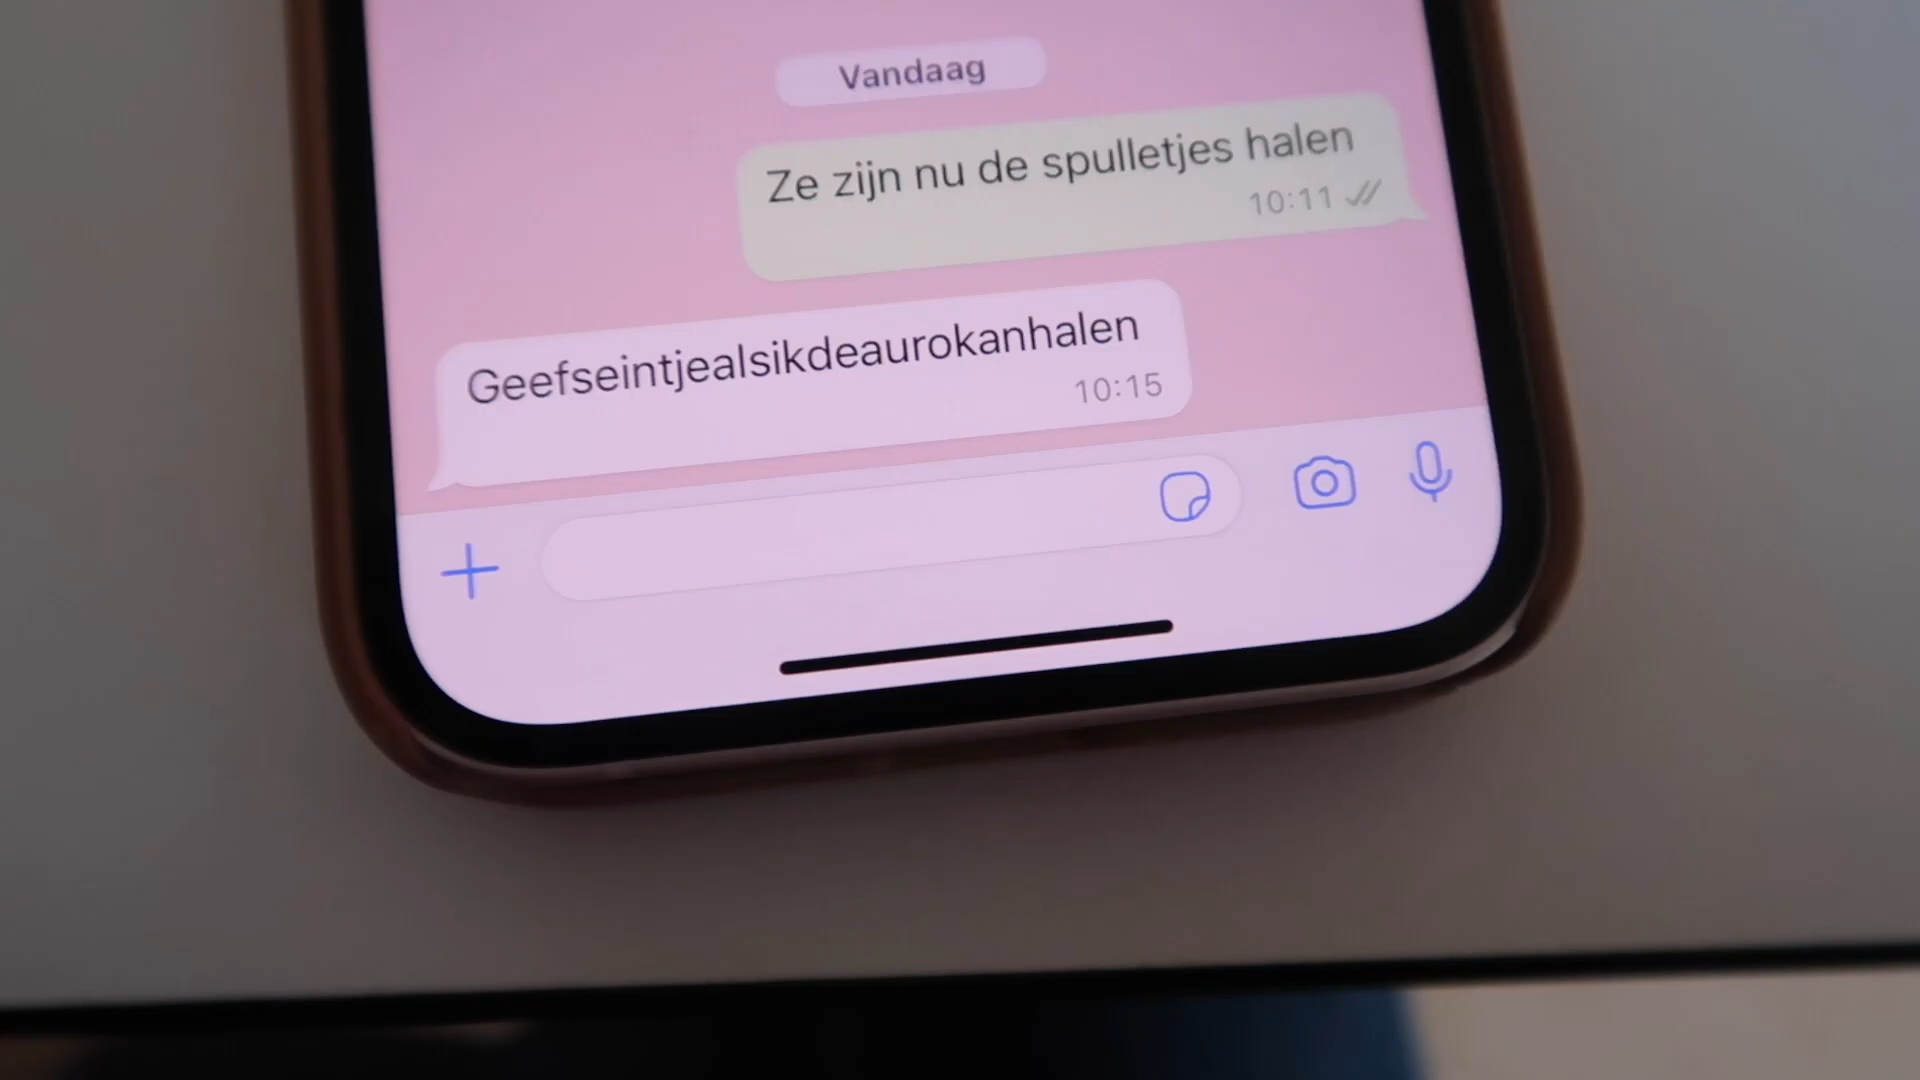 Vandaag
Ze zijn nu de spulletjes halen
10:11
Geefseintjealsikdeaurokanhalen
10:15